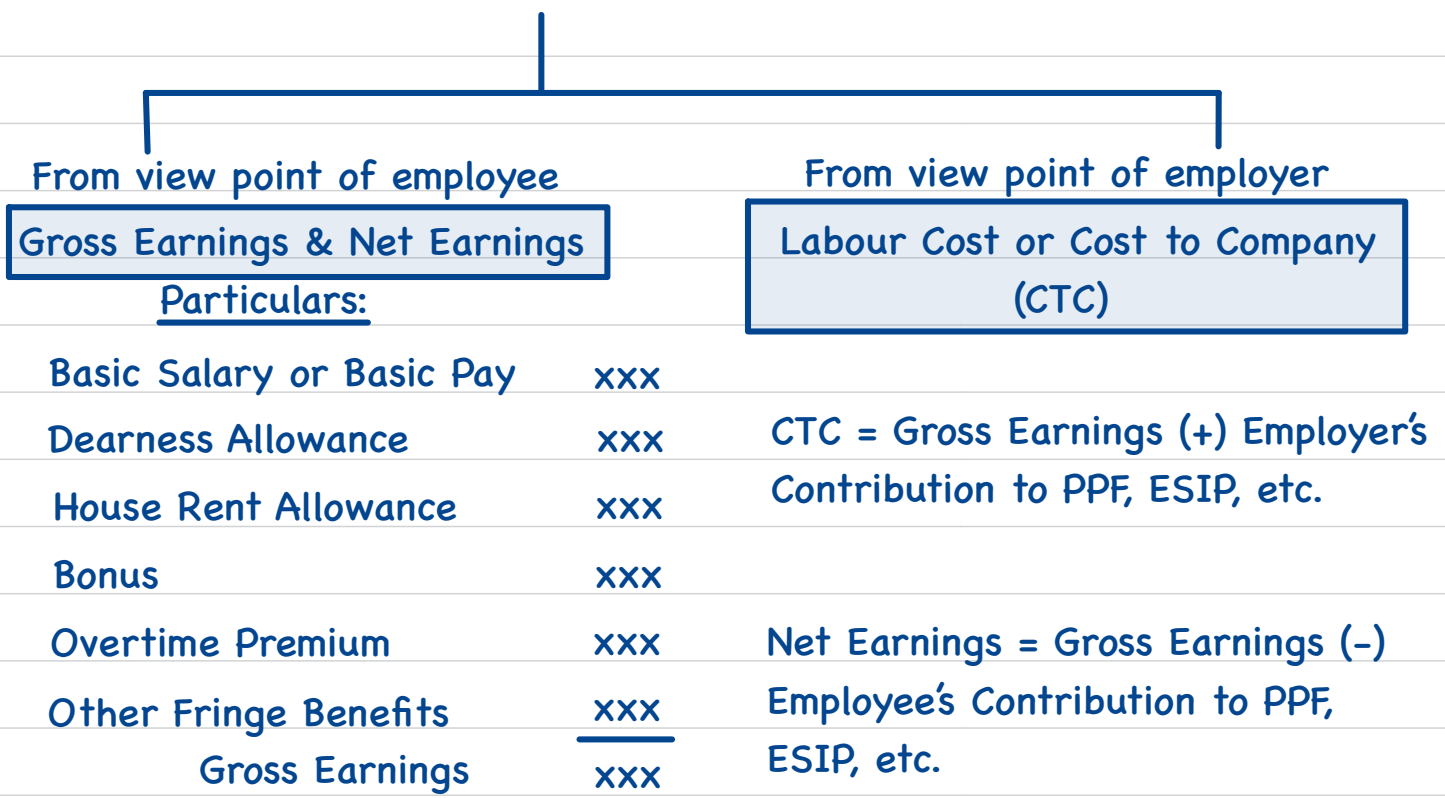 From view point of employee
Gross Earnings & Net Earnings
Particulars:
Basic Salary or Basic Pay xxx
Dearness Allowance xxx
House Rent Allowance xxx
Bonus xxx
Overtime Premium xxx
Other Fringe Benefits xxx
Gross Earnings xxx
From view point of employer
Labour Cost or Cost to Company
(CTC)
CTC = Gross Earnings (+) Employer's
Contribution to PPF, ESIP, etc.
Net Earnings = Gross Earnings (-)
Employee's Contribution to PPF,
ESIP, etc.